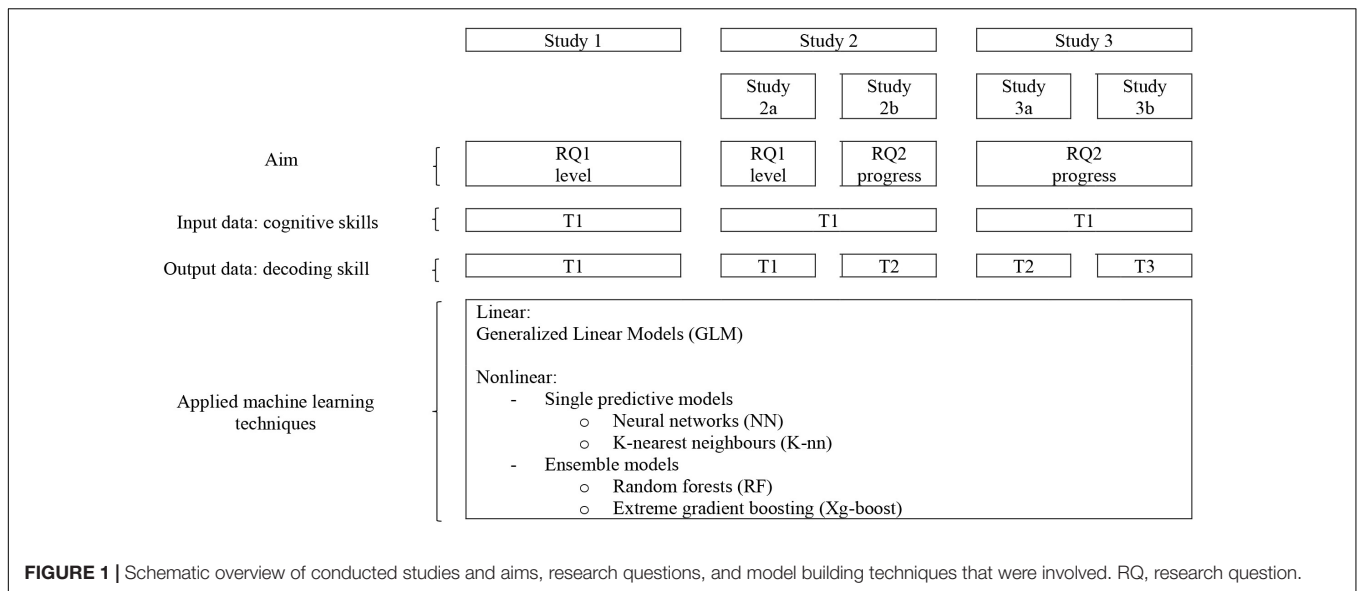 Study 1 Study 2 Study 3
Study Study Study Study
2a 2b 3a 3b
Aim
RQ1 RQ1 RQ2 RQ2
level level progress progress
Input data: cognitive skills T1 T1 T1
Output data: decoding skill T1 T1 T2 T2 T3
Applied machine learning
techniques
Linear:
Generalized Linear Models (GLM)
Nonlinear:
- Single predictive models
o Neural networks (NN)
o K-nearest neighbours (K-nn)
- Ensemble models
o Random forests (RF)
o Extreme gradient boosting (Xg-boost)
FIGURE 1 | Schematic overview of conducted studies and aims, research questions, and model building techniques that were involved. RQ, research question.